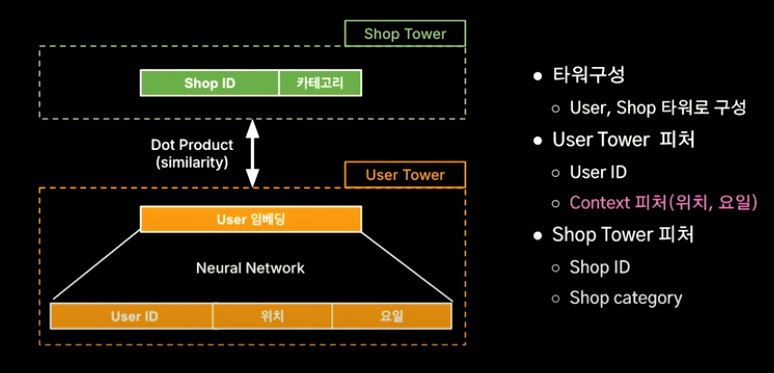 Shop Tower
Shop ID
카테고리
Dot Product
(similarity)
User Tower
User 임베딩
Neural Network
User ID
위치
요일
타워구성
User, Shop 타워로 구성
User Tower 피처
User ID
Context 피처(위치, 요일)
Shop Tower 피처
Shop ID
Shop category